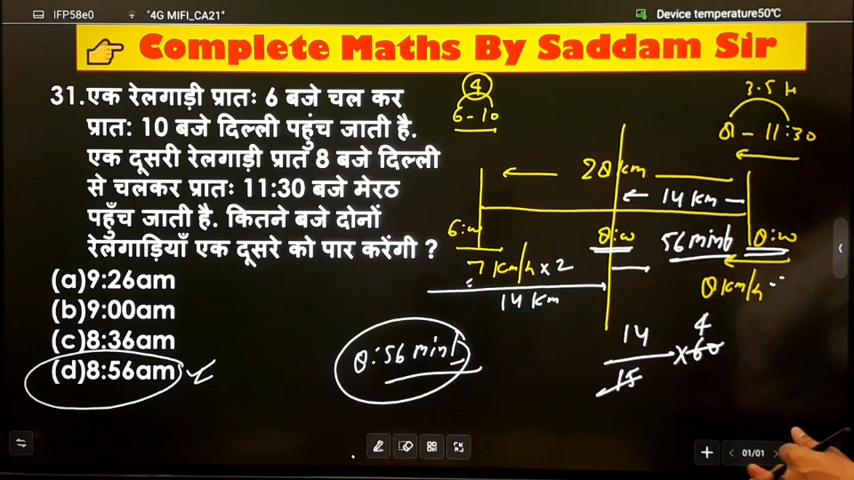 IFP58e0
"4G MIFI_CA21"
Device temperature50℃
Complete Maths By Saddam Sir
31.एक रेलगाड़ी प्रातः 6 बजे चल कर
प्रात: 10 बजे दिल्ली पहुंच जाती है.
एक दूसरी रेलगाड़ी प्रात 8 बजे दिल्ली
से चलकर प्रातः 11:30 बजे मेरठ
पहुँच जाती है. कितने बजे दोनों
रेलगाड़ियाँ एक दूसरे को पार करेंगी ?
(a)9:26am
(b)9:00am
(c)8:36am
(d)8:56am
4
6-10
3.5 H
8-11:30
28 km
14 Km
6:00
8:00
56 mints
8:00
7 km/h x 2
14 Km
8 km/h
8:56 mints
14
15
x 60
4
01/01